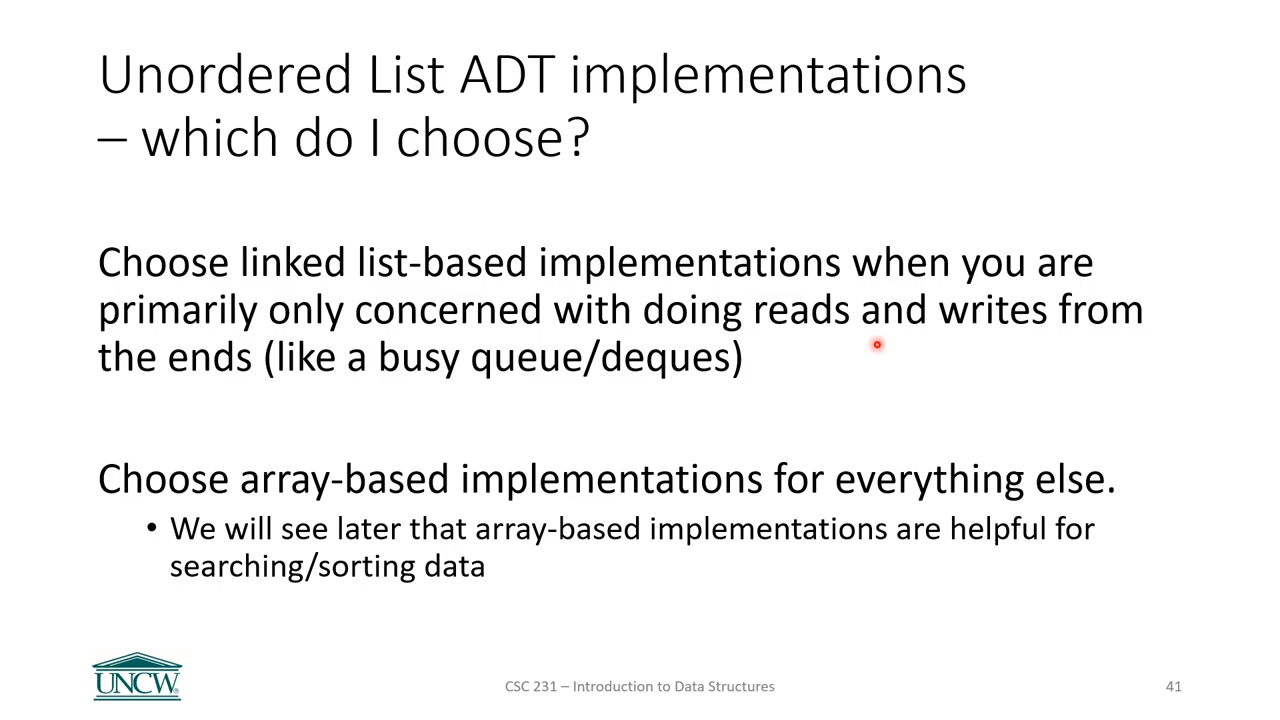 Unordered List ADT implementations
– which do I choose?
Choose linked list-based implementations when you are
primarily only concerned with doing reads and writes from
the ends (like a busy queue/deques)
Choose array-based implementations for everything else.
• We will see later that array-based implementations are helpful for
searching/sorting data
UNCW
CSC 231 – Introduction to Data Structures
41